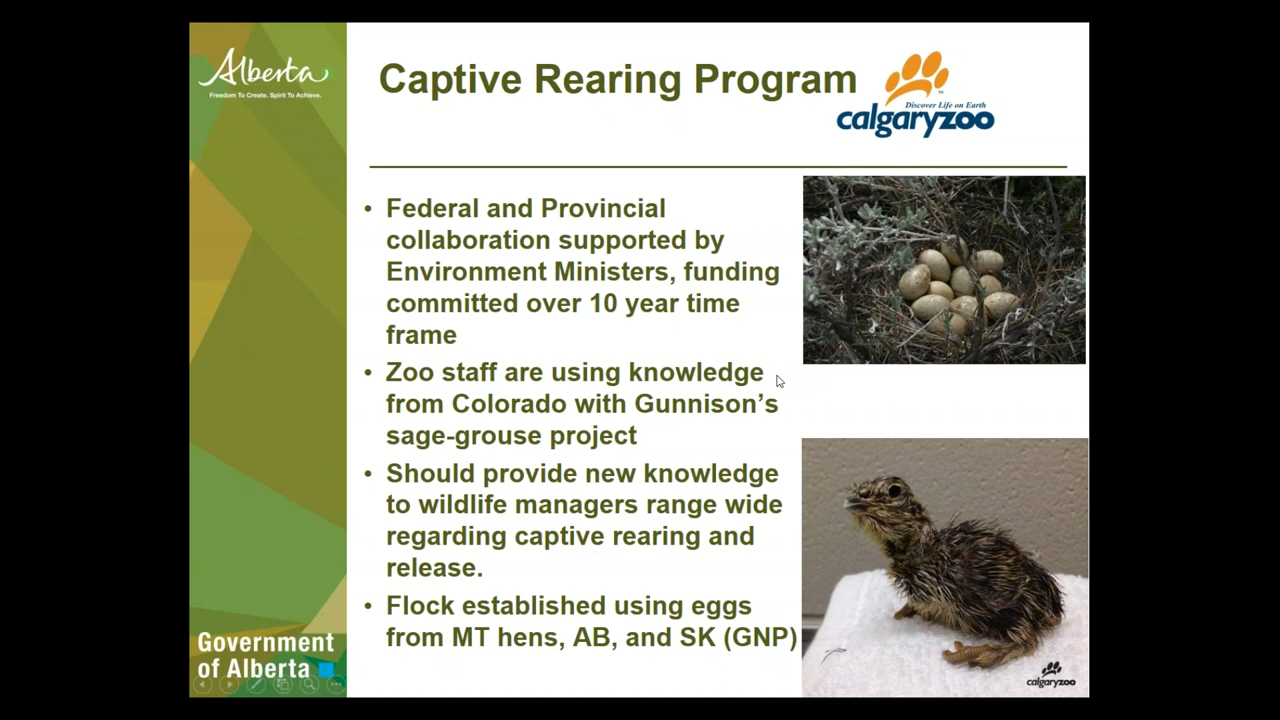 Alberta
Freedom To Create. Spirit To Achieve.
Captive Rearing Program
Discover Life on Earth
calgaryzoo
• Federal and Provincial
collaboration supported by
Environment Ministers, funding
committed over 10 year time
frame
• Zoo staff are using knowledge
from Colorado with Gunnison’s
sage-grouse project
• Should provide new knowledge
to wildlife managers range wide
regarding captive rearing and
release.
• Flock established using eggs
from MT hens, AB, and SK (GNP)
Government
of Alberta
calgaryzoo